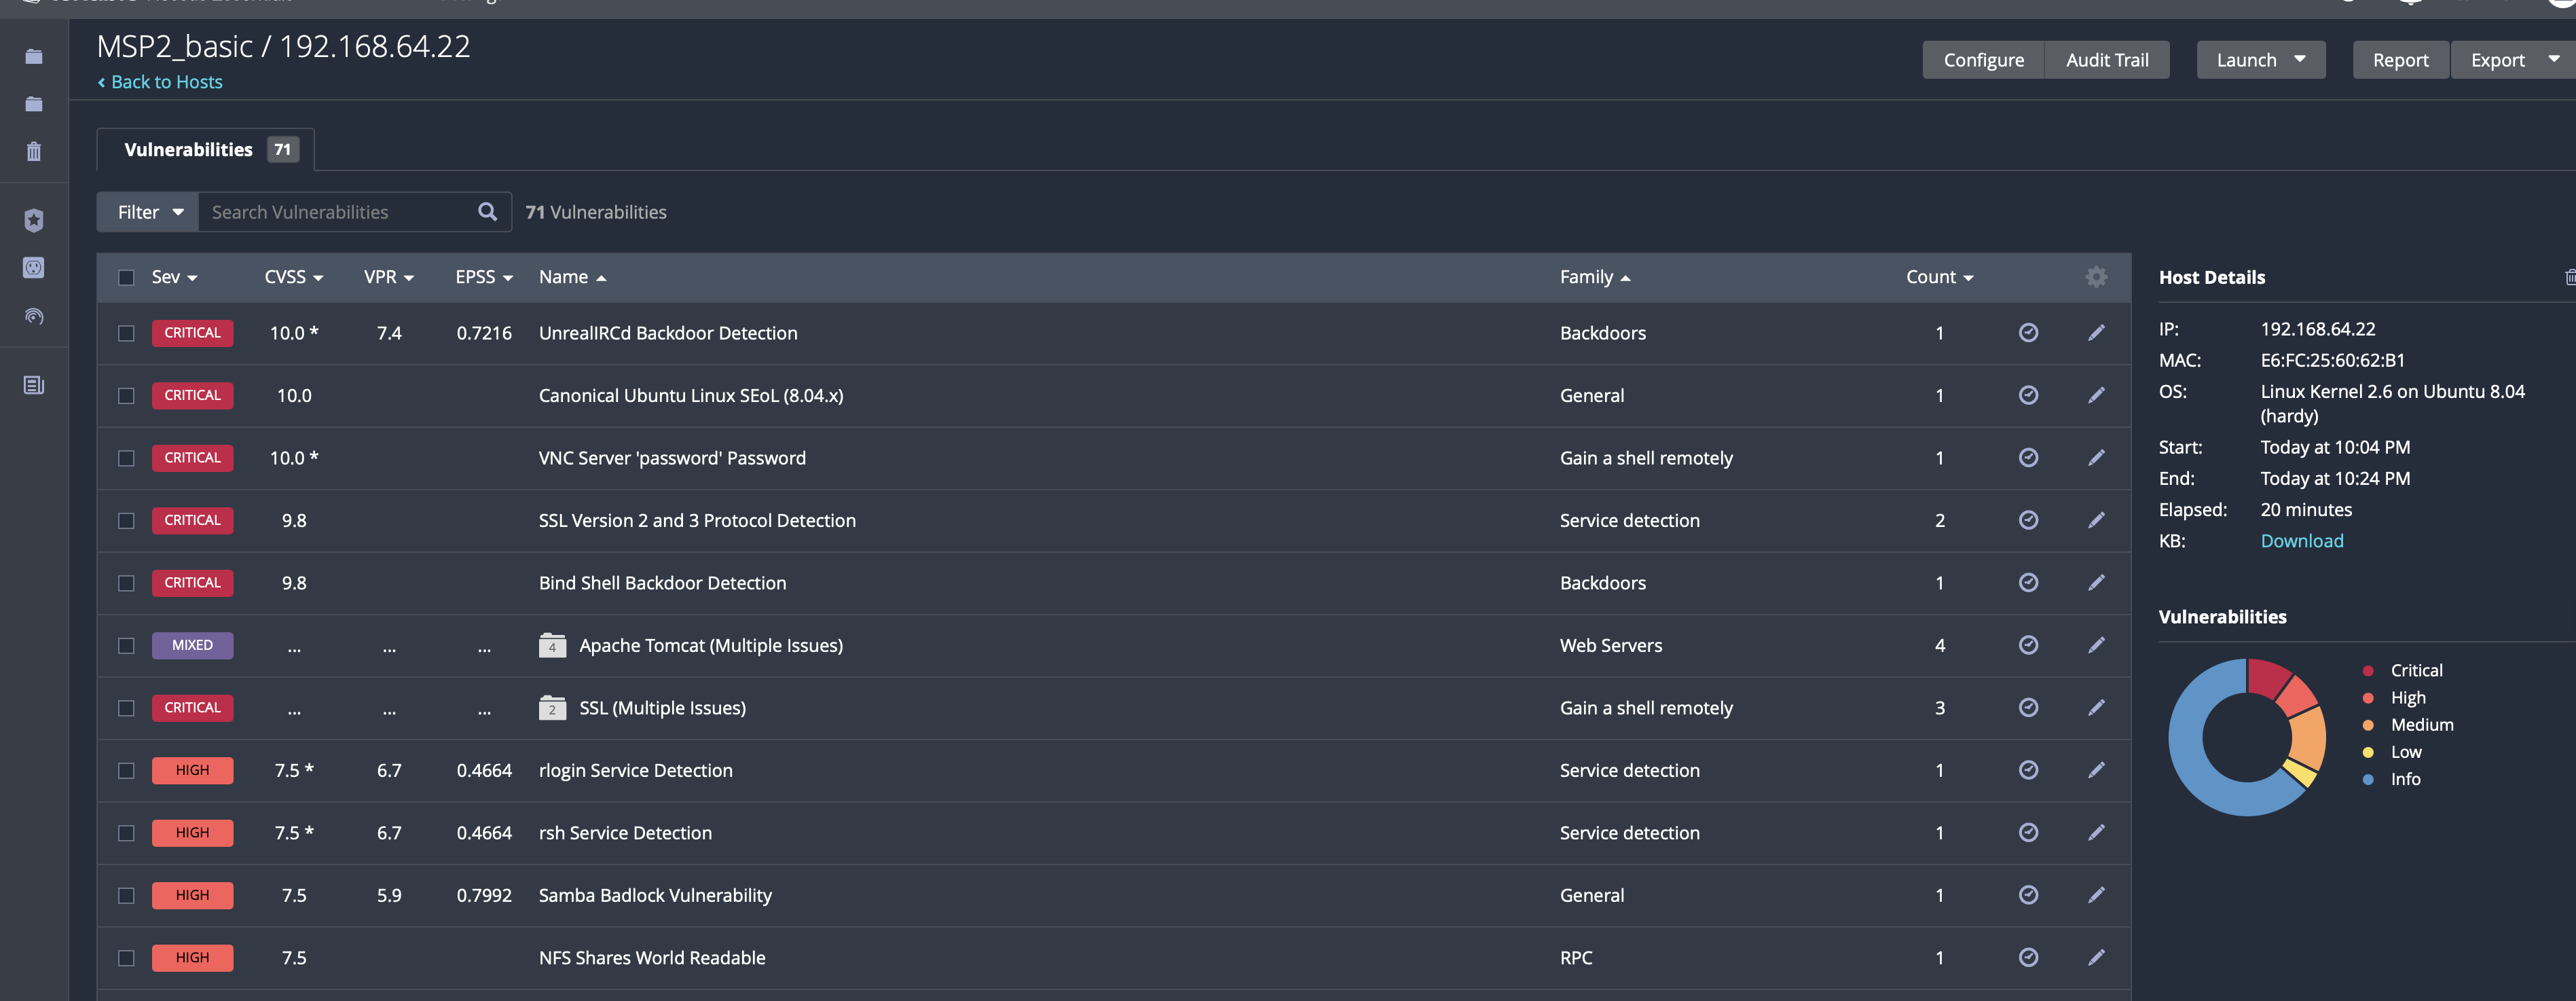 MSP2_basic / 192.168.64.22
Back to Hosts
Configure Audit Trail Launch Report Export
Vulnerabilities 71
Filter Search Vulnerabilities 71 Vulnerabilities
Sev CVSS VPR EPSS Name Family Count
CRITICAL 10.0 * 7.4 0.7216 UnrealIRCd Backdoor Detection Backdoors 1
CRITICAL 10.0 Canonical Ubuntu Linux SEoL (8.04.x) General 1
CRITICAL 10.0 * VNC Server 'password' Password Gain a shell remotely 1
CRITICAL 9.8 SSL Version 2 and 3 Protocol Detection Service detection 2
CRITICAL 9.8 Bind Shell Backdoor Detection Backdoors 1
MIXED ... ... ... 4 Apache Tomcat (Multiple Issues) Web Servers 4
CRITICAL ... ... ... 2 SSL (Multiple Issues) Gain a shell remotely 3
HIGH 7.5 * 6.7 0.4664 rlogin Service Detection Service detection 1
HIGH 7.5 * 6.7 0.4664 rsh Service Detection Service detection 1
HIGH 7.5 5.9 0.7992 Samba Badlock Vulnerability General 1
HIGH 7.5 NFS Shares World Readable RPC 1
Host Details
IP: 192.168.64.22
MAC: E6:FC:25:60:62:B1
OS: Linux Kernel 2.6 on Ubuntu 8.04
(hardy)
Start: Today at 10:04 PM
End: Today at 10:24 PM
Elapsed: 20 minutes
KB: Download
Vulnerabilities
Critical
High
Medium
Low
Info